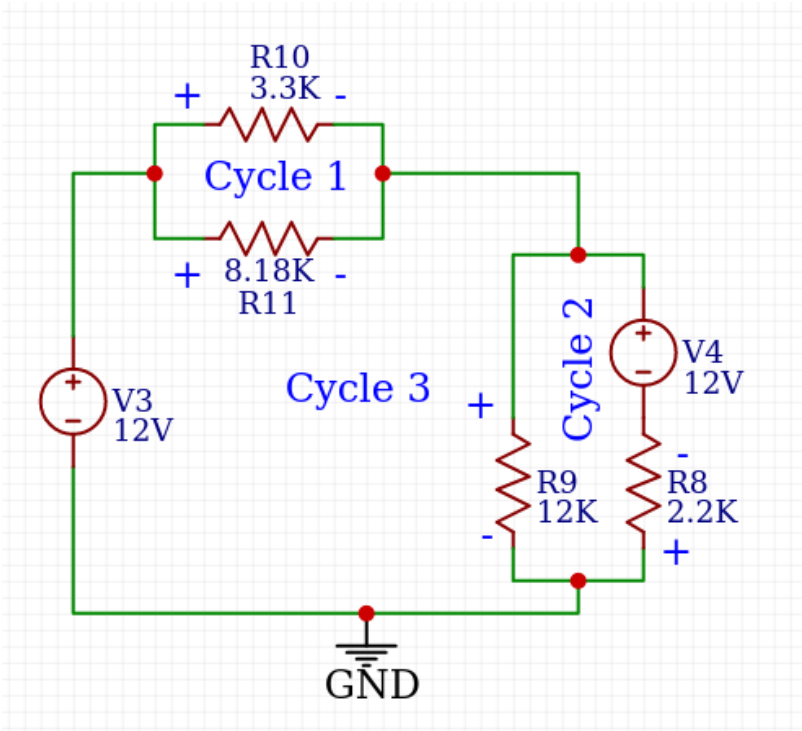 R10
3.3K
+ -
Cycle 1
+ -
8.18K
R11
Cycle 2
+
-
V4
12V
Cycle 3
+
-
V3
12V
+
-
R9
12K
-
R8
2.2K
+
GND